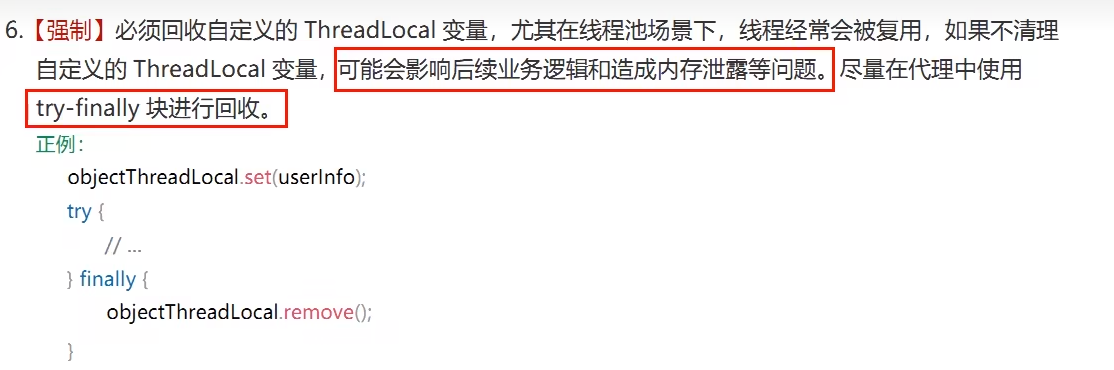 6.【强制】必须回收自定义的 ThreadLocal 变量，尤其在线程池场景下，线程经常会被复用，如果不清理
自定义的 ThreadLocal 变量，可能会影响后续业务逻辑和造成内存泄露等问题。尽量在代理中使用
try-finally 块进行回收。
正例：
objectThreadLocal.set(userInfo);
try {
// ...
} finally {
objectThreadLocal.remove();
}